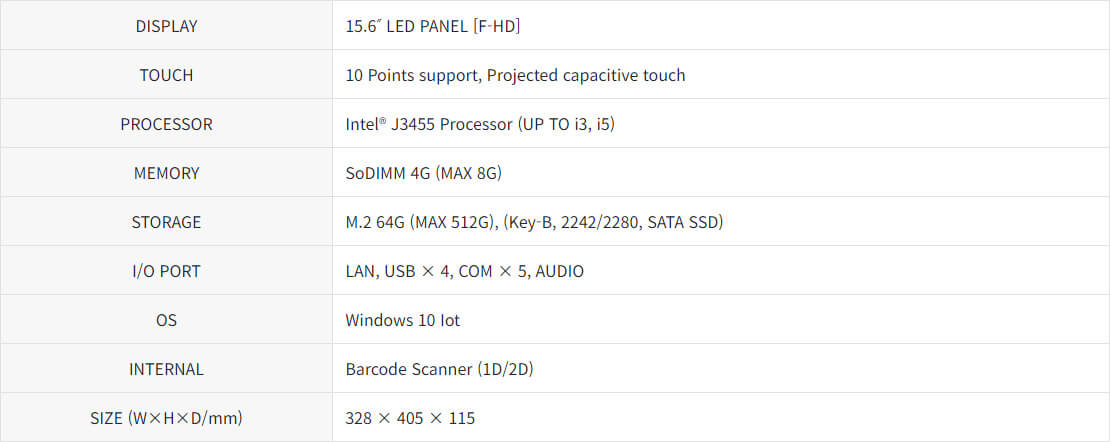 DISPLAY 15.6″ LED PANEL [F-HD]
TOUCH 10 Points support, Projected capacitive touch
PROCESSOR Intel® J3455 Processor (UP TO i3, i5)
MEMORY SoDIMM 4G (MAX 8G)
STORAGE M.2 64G (MAX 512G), (Key-B, 2242/2280, SATA SSD)
I/O PORT LAN, USB × 4, COM × 5, AUDIO
OS Windows 10 Iot
INTERNAL Barcode Scanner (1D/2D)
SIZE (W×H×D/mm) 328 × 405 × 115